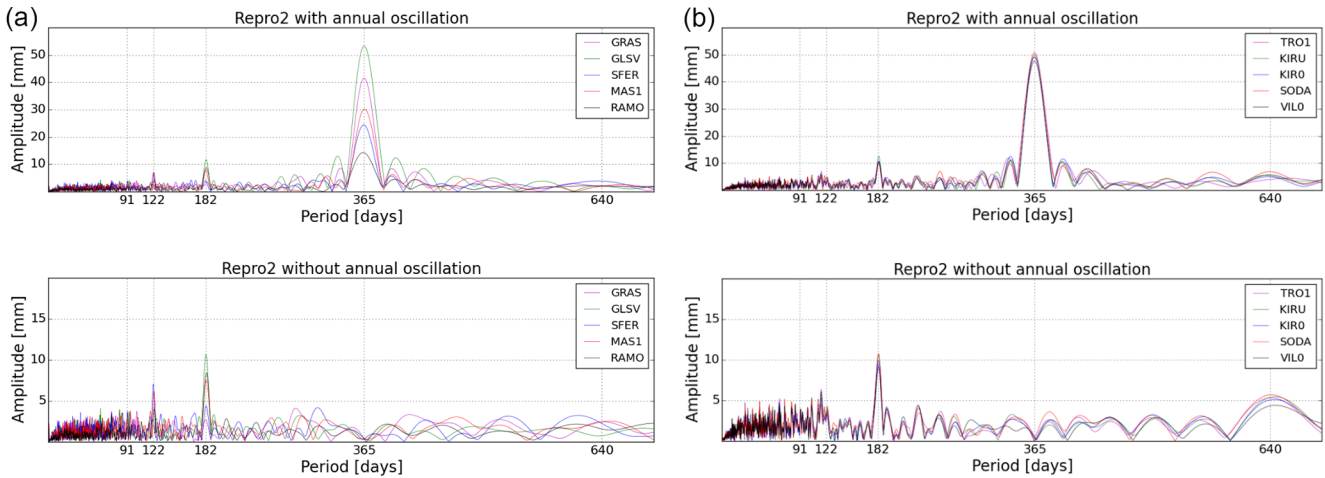 (a)
Repro2 with annual oscillation
Amplitude [mm]
50
40
30
20
10
GRAS
GLSV
SFER
MAS1
RAMO
91 122 182 365 640
Period [days]
(b)
Repro2 with annual oscillation
Amplitude [mm]
50
40
30
20
10
TRO1
KIRU
KIR0
SODA
VIL0
91 122 182 365 640
Period [days]
Repro2 without annual oscillation
Amplitude [mm]
15
10
5
GRAS
GLSV
SFER
MAS1
RAMO
91 122 182 365 640
Period [days]
Repro2 without annual oscillation
Amplitude [mm]
15
10
5
TRO1
KIRU
KIR0
SODA
VIL0
91 122 182 365 640
Period [days]